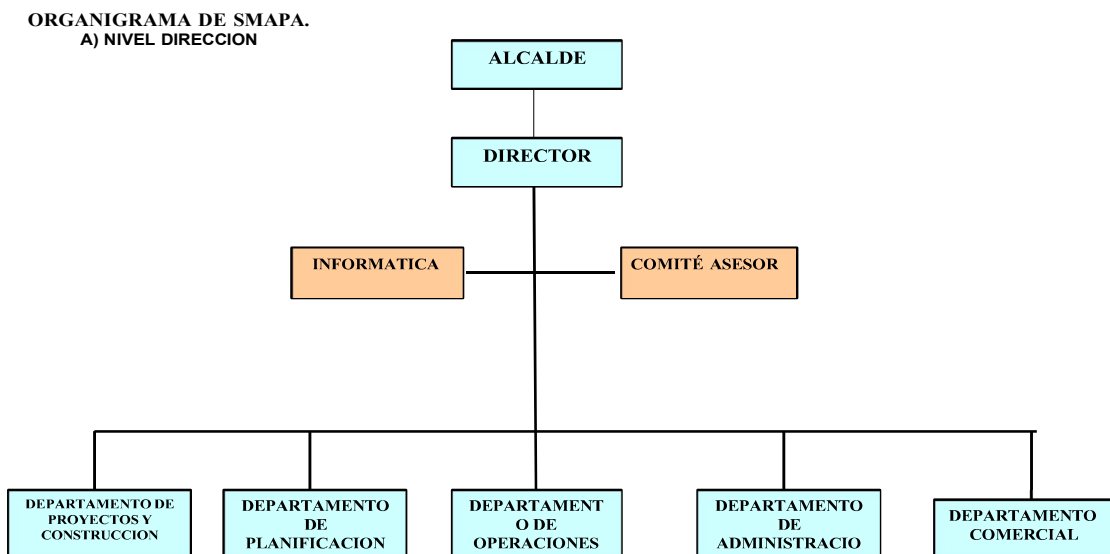 ORGANIGRAMA DE SMAPA.
A) NIVEL DIRECCION
ALCALDE
DIRECTOR
INFORMATICA
COMITÉ ASESOR
DEPARTAMENTO DE
PROYECTOS Y
CONSTRUCCION
DEPARTAMENTO
DE
PLANIFICACION
DEPARTAMENT
O DE
OPERACIONES
DEPARTAMENTO
DE
ADMINISTRACIO
DEPARTAMENTO
COMERCIAL